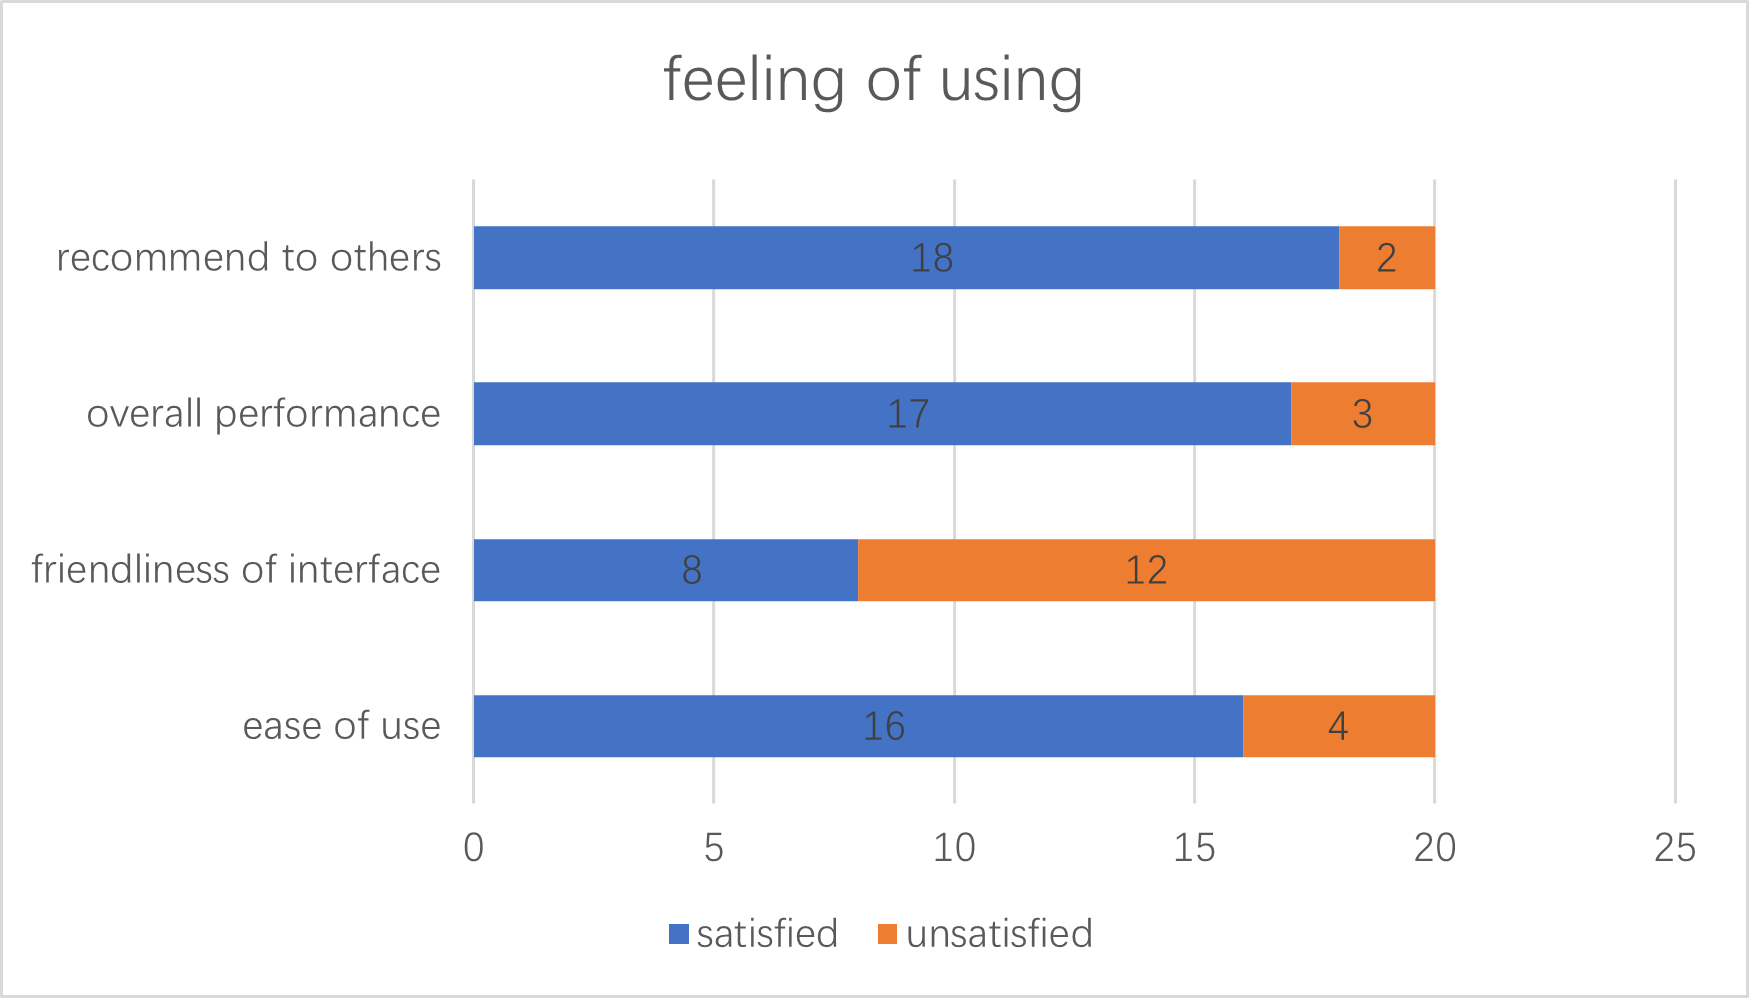 feeling of using
recommend to others 18 2
overall performance 17 3
friendliness of interface 8 12
ease of use 16 4
0 5 10 15 20 25
satisfied unsatisfied